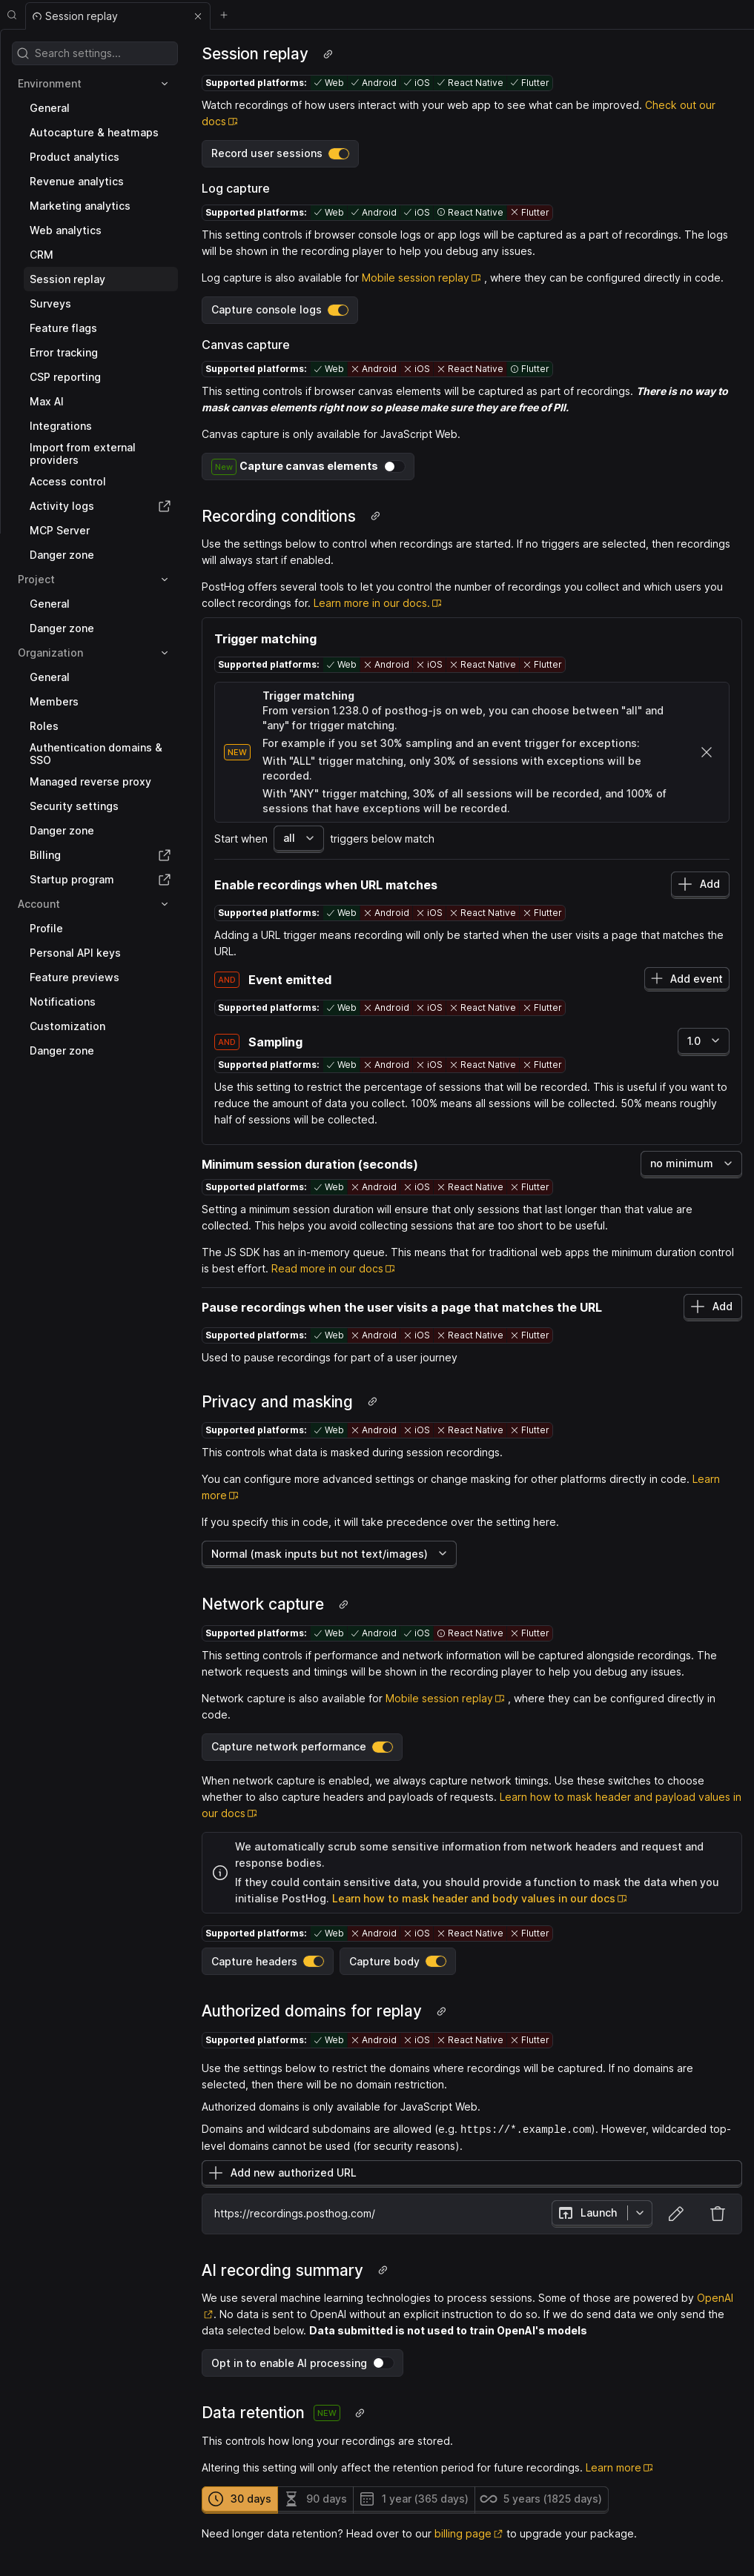 Session replay
Search settings...
Environment
General
Autocapture & heatmaps
Product analytics
Revenue analytics
Marketing analytics
Web analytics
CRM
Session replay
Surveys
Feature flags
Error tracking
CSP reporting
Max AI
Integrations
Import from external
providers
Access control
Activity logs
MCP Server
Danger zone
Project
General
Danger zone
Organization
General
Members
Roles
Authentication domains &
SSO
Managed reverse proxy
Security settings
Danger zone
Billing
Startup program
Account
Profile
Personal API keys
Feature previews
Notifications
Customization
Danger zone
Session replay
Supported platforms: Web Android iOS React Native Flutter
Watch recordings of how users interact with your web app to see what can be improved. Check out our
docs
Record user sessions
Log capture
Supported platforms: Web Android iOS React Native Flutter
This setting controls if browser console logs or app logs will be captured as a part of recordings. The logs
will be shown in the recording player to help you debug any issues.
Log capture is also available for Mobile session replay , where they can be configured directly in code.
Capture console logs
Canvas capture
Supported platforms: Web Android iOS React Native Flutter
This setting controls if browser canvas elements will be captured as part of recordings. There is no way to
mask canvas elements right now so please make sure they are free of PII.
Canvas capture is only available for JavaScript Web.
New Capture canvas elements
Recording conditions
Use the settings below to control when recordings are started. If no triggers are selected, then recordings
will always start if enabled.
PostHog offers several tools to let you control the number of recordings you collect and which users you
collect recordings for. Learn more in our docs.
Trigger matching
Supported platforms: Web Android iOS React Native Flutter
NEW
Trigger matching
From version 1.238.0 of posthog-js on web, you can choose between "all" and
"any" for trigger matching.
For example if you set 30% sampling and an event trigger for exceptions:
With "ALL" trigger matching, only 30% of sessions with exceptions will be
recorded.
With "ANY" trigger matching, 30% of all sessions will be recorded, and 100% of
sessions that have exceptions will be recorded.
Start when all triggers below match
Enable recordings when URL matches Add
Supported platforms: Web Android iOS React Native Flutter
Adding a URL trigger means recording will only be started when the user visits a page that matches the
URL.
AND Event emitted Add event
Supported platforms: Web Android iOS React Native Flutter
AND Sampling 1.0
Supported platforms: Web Android iOS React Native Flutter
Use this setting to restrict the percentage of sessions that will be recorded. This is useful if you want to
reduce the amount of data you collect. 100% means all sessions will be collected. 50% means roughly
half of sessions will be collected.
Minimum session duration (seconds) no minimum
Supported platforms: Web Android iOS React Native Flutter
Setting a minimum session duration will ensure that only sessions that last longer than that value are
collected. This helps you avoid collecting sessions that are too short to be useful.
The JS SDK has an in-memory queue. This means that for traditional web apps the minimum duration control
is best effort. Read more in our docs
Pause recordings when the user visits a page that matches the URL Add
Supported platforms: Web Android iOS React Native Flutter
Used to pause recordings for part of a user journey
Privacy and masking
Supported platforms: Web Android iOS React Native Flutter
This controls what data is masked during session recordings.
You can configure more advanced settings or change masking for other platforms directly in code. Learn
more
If you specify this in code, it will take precedence over the setting here.
Normal (mask inputs but not text/images)
Network capture
Supported platforms: Web Android iOS React Native Flutter
This setting controls if performance and network information will be captured alongside recordings. The
network requests and timings will be shown in the recording player to help you debug any issues.
Network capture is also available for Mobile session replay , where they can be configured directly in
code.
Capture network performance
When network capture is enabled, we always capture network timings. Use these switches to choose
whether to also capture headers and payloads of requests. Learn how to mask header and payload values in
our docs
We automatically scrub some sensitive information from network headers and request and
response bodies.
If they could contain sensitive data, you should provide a function to mask the data when you
initialise PostHog. Learn how to mask header and body values in our docs
Supported platforms: Web Android iOS React Native Flutter
Capture headers Capture body
Authorized domains for replay
Supported platforms: Web Android iOS React Native Flutter
Use the settings below to restrict the domains where recordings will be captured. If no domains are
selected, then there will be no domain restriction.
Authorized domains is only available for JavaScript Web.
Domains and wildcard subdomains are allowed (e.g. https://*.example.com). However, wildcarded top-
level domains cannot be used (for security reasons).
Add new authorized URL
https://recordings.posthog.com/ Launch
AI recording summary
We use several machine learning technologies to process sessions. Some of those are powered by OpenAI
. No data is sent to OpenAI without an explicit instruction to do so. If we do send data we only send the
data selected below. Data submitted is not used to train OpenAI's models
Opt in to enable AI processing
Data retention NEW
This controls how long your recordings are stored.
Altering this setting will only affect the retention period for future recordings. Learn more
30 days 90 days 1 year (365 days) 5 years (1825 days)
Need longer data retention? Head over to our billing page to upgrade your package.